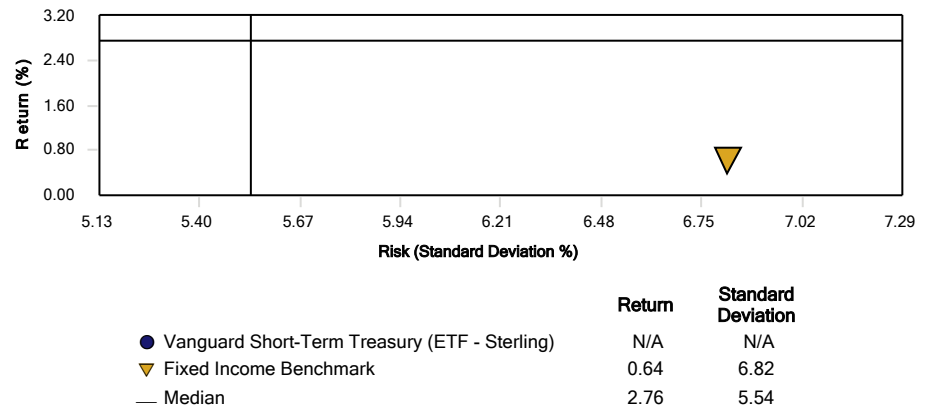 3.20
2.40
1.60
0.80
0.00
Return (%)
5.13 5.40 5.67 5.94 6.21 6.48 6.75 7.02 7.29
Risk (Standard Deviation %)
Return Standard Deviation
Vanguard Short-Term Treasury (ETF - Sterling) N/A N/A
Fixed Income Benchmark 0.64 6.82
Median 2.76 5.54